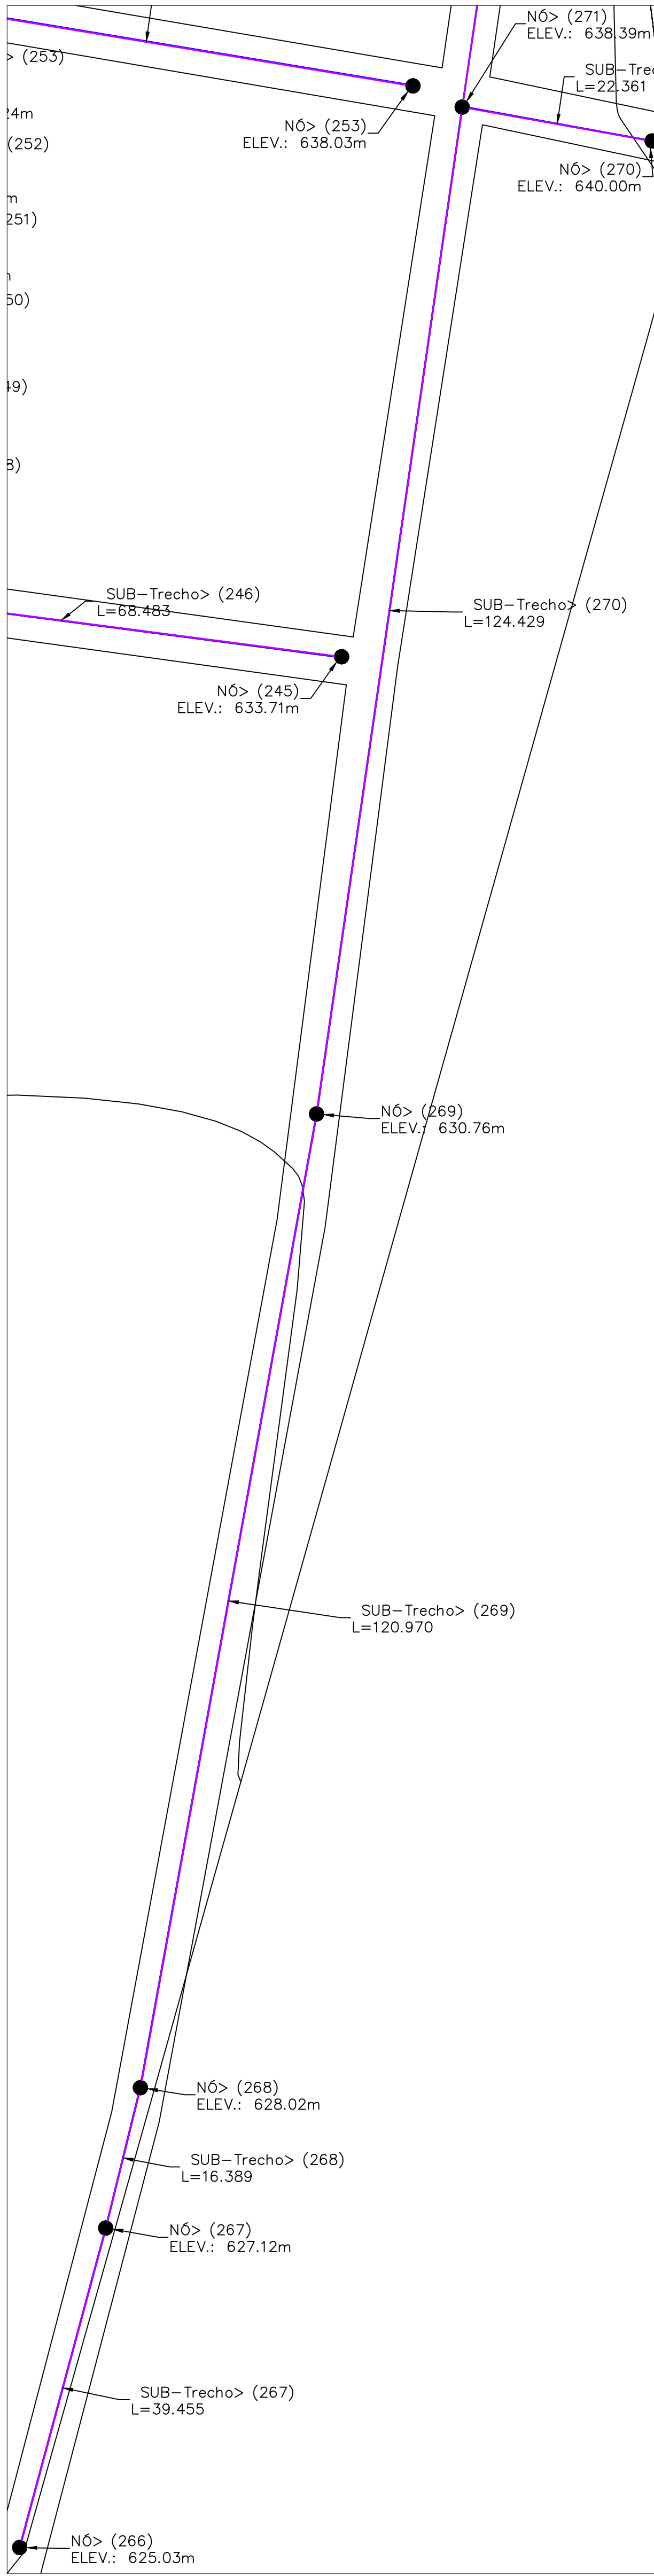 NÓ> (271)
ELEV.: 638.39m
> (253)
SUB-Tre
L=22.361
24m
NÓ> (253)
ELEV.: 638.03m
(252)
NÓ> (270)
ELEV.: 640.00m
m
251)
50)
49)
8)
SUB-Trecho> (246)
L=68.483
SUB-Trecho> (270)
L=124.429
NÓ> (245)
ELEV.: 633.71m
NÓ> (269)
ELEV.: 630.76m
SUB-Trecho> (269)
L=120.970
NÓ> (268)
ELEV.: 628.02m
SUB-Trecho> (268)
L=16.389
NÓ> (267)
ELEV.: 627.12m
SUB-Trecho> (267)
L=39.455
NÓ> (266)
ELEV.: 625.03m